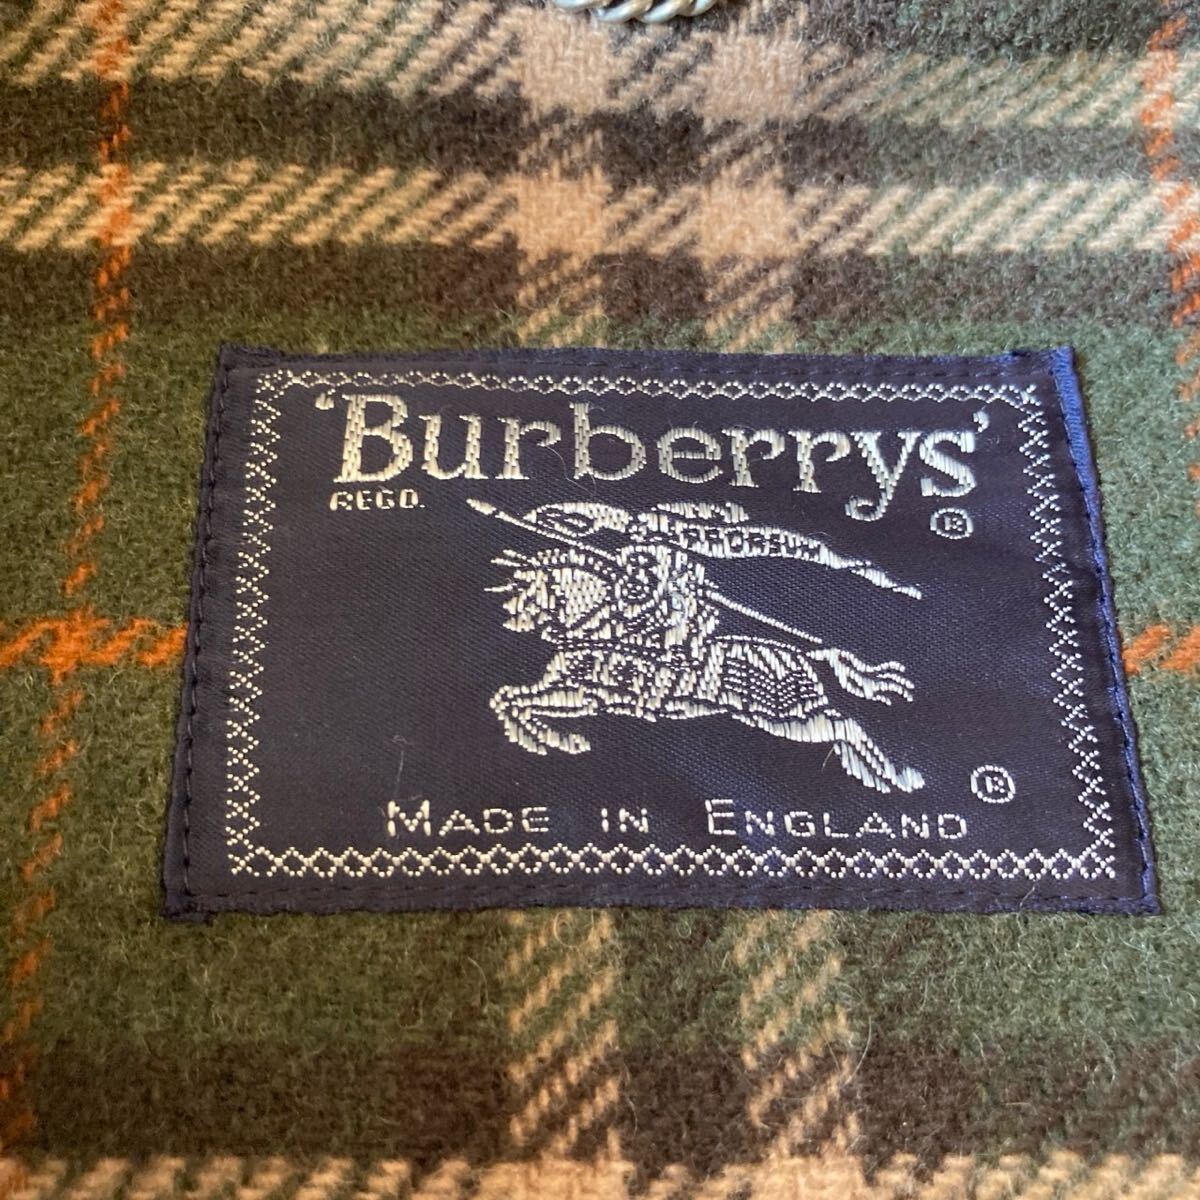 'Burberrys'
REGD.
PRORSUM
®
®
MADE IN ENGLAND